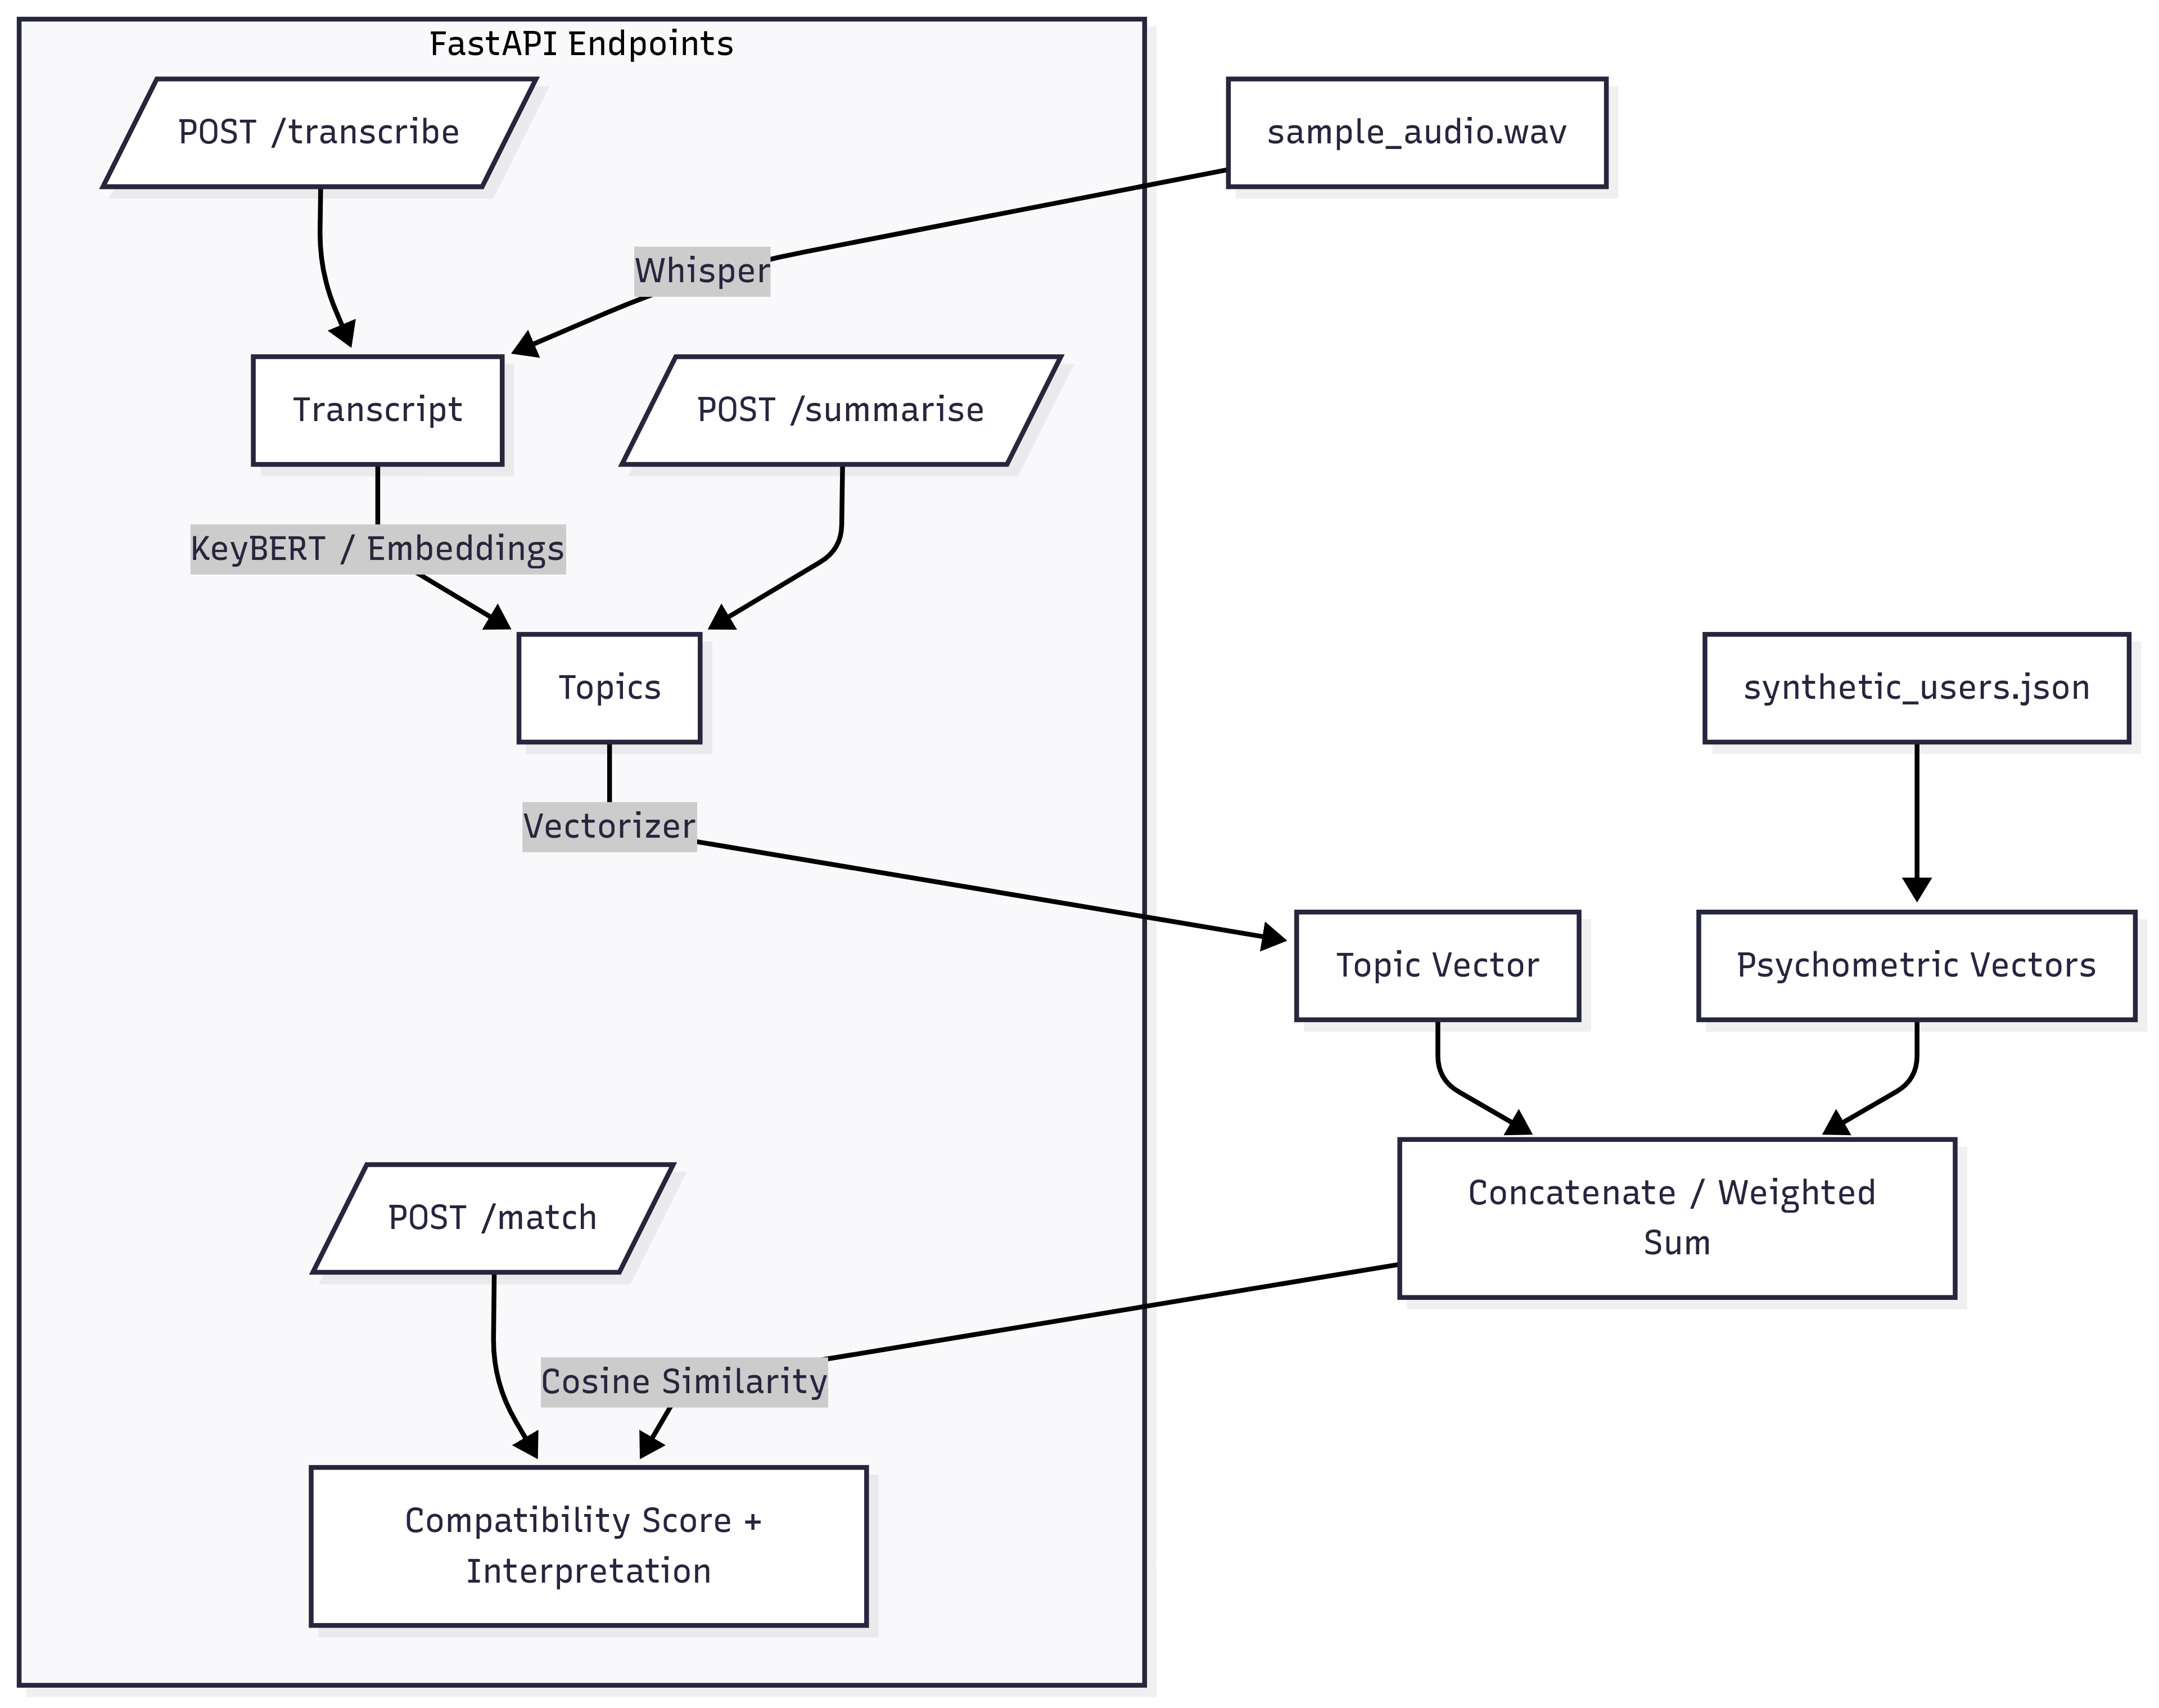 FastAPI Endpoints
POST /transcribe
sample_audio.wav
Whisper
Transcript
POST /summarise
KeyBERT / Embeddings
Topics
synthetic_users.json
Vectorizer
Topic Vector
Psychometric Vectors
POST /match
Concatenate / Weighted
Sum
Cosine Similarity
Compatibility Score +
Interpretation